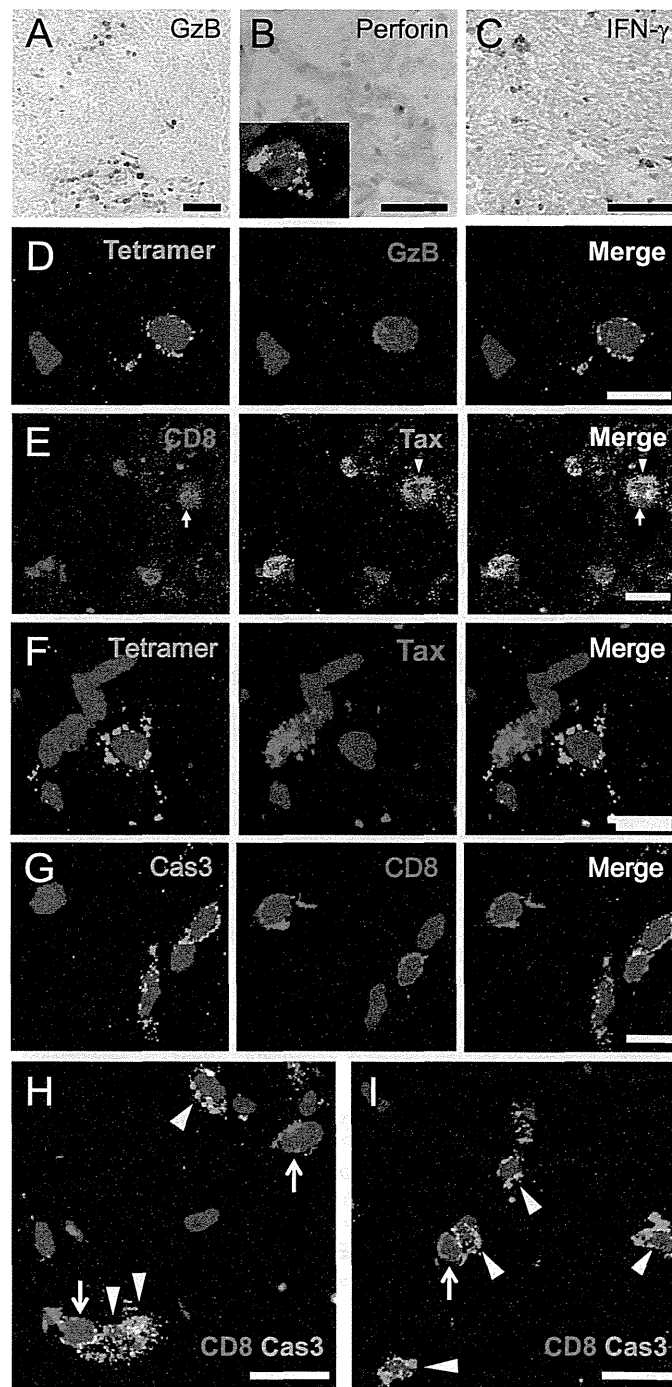 A GzB
B Perforin
C IFN-γ
D Tetramer
GzB
Merge
E CD8
Tax
Merge
F Tetramer
Tax
Merge
G Cas3
CD8
Merge
H
CD8 Cas3
I
CD8 Cas3